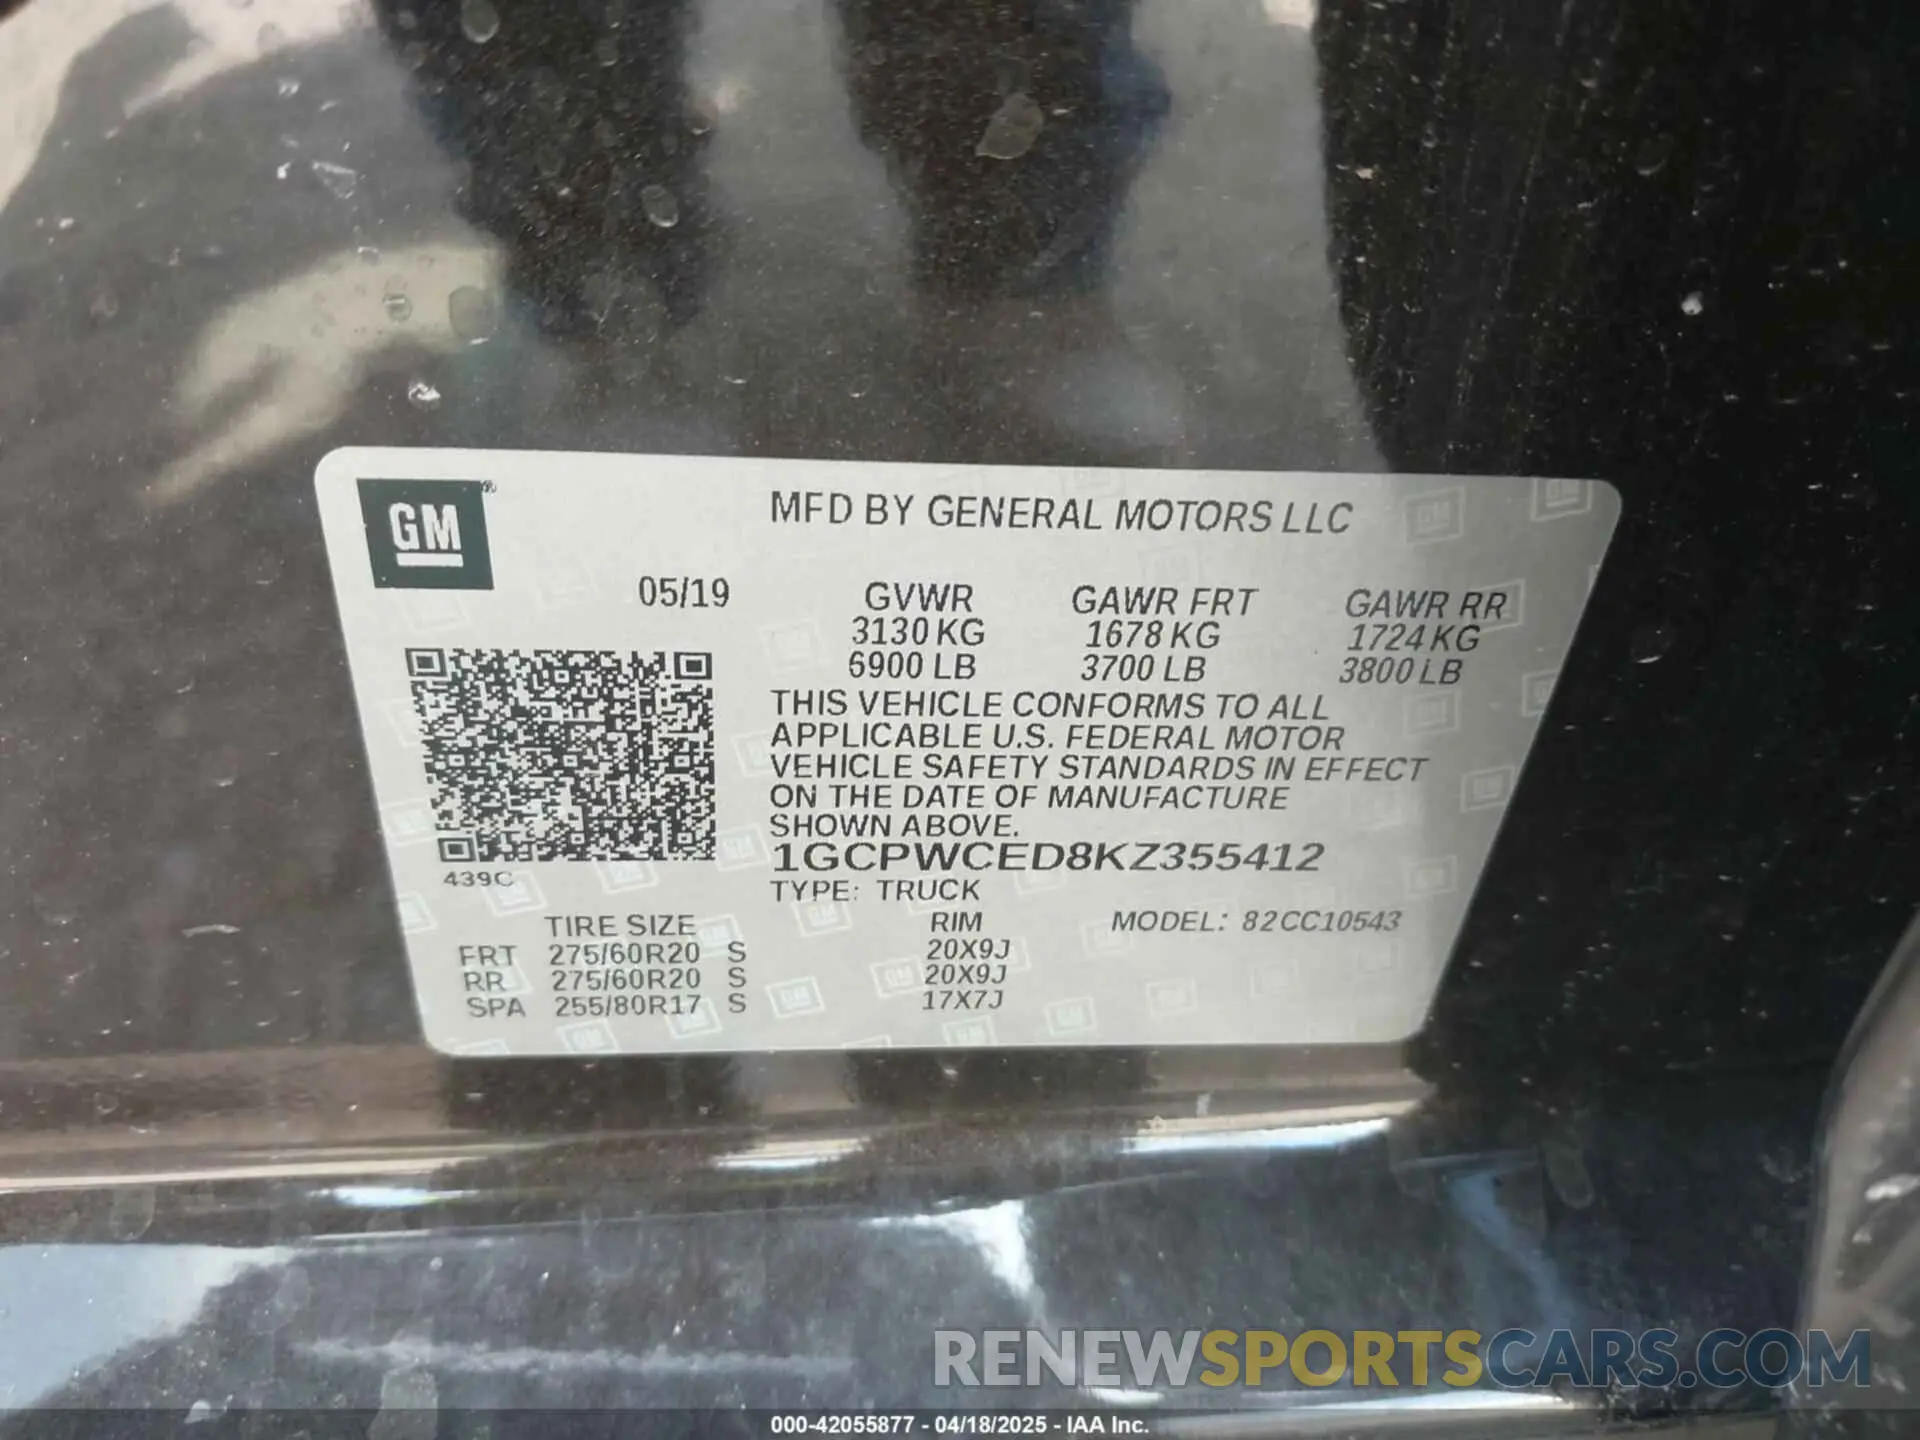 GM ®
MFD BY GENERAL MOTORS LLC
05/19 GVWR GAWR FRT GAWR RR
3130 KG 1678 KG 1724 KG
6900 LB 3700 LB 3800 LB
THIS VEHICLE CONFORMS TO ALL
APPLICABLE U.S. FEDERAL MOTOR
VEHICLE SAFETY STANDARDS IN EFFECT
ON THE DATE OF MANUFACTURE
SHOWN ABOVE.
1GCPWCED8KZ355412
439C
TYPE: TRUCK
TIRE SIZE RIM MODEL: 82CC10543
FRT 275/60R20 S 20X9J
RR 275/60R20 S 20X9J
SPA 255/80R17 S 17X7J
RENEWSPORTSCARS.COM
000-42055877 - 04/18/2025 - IAA Inc.